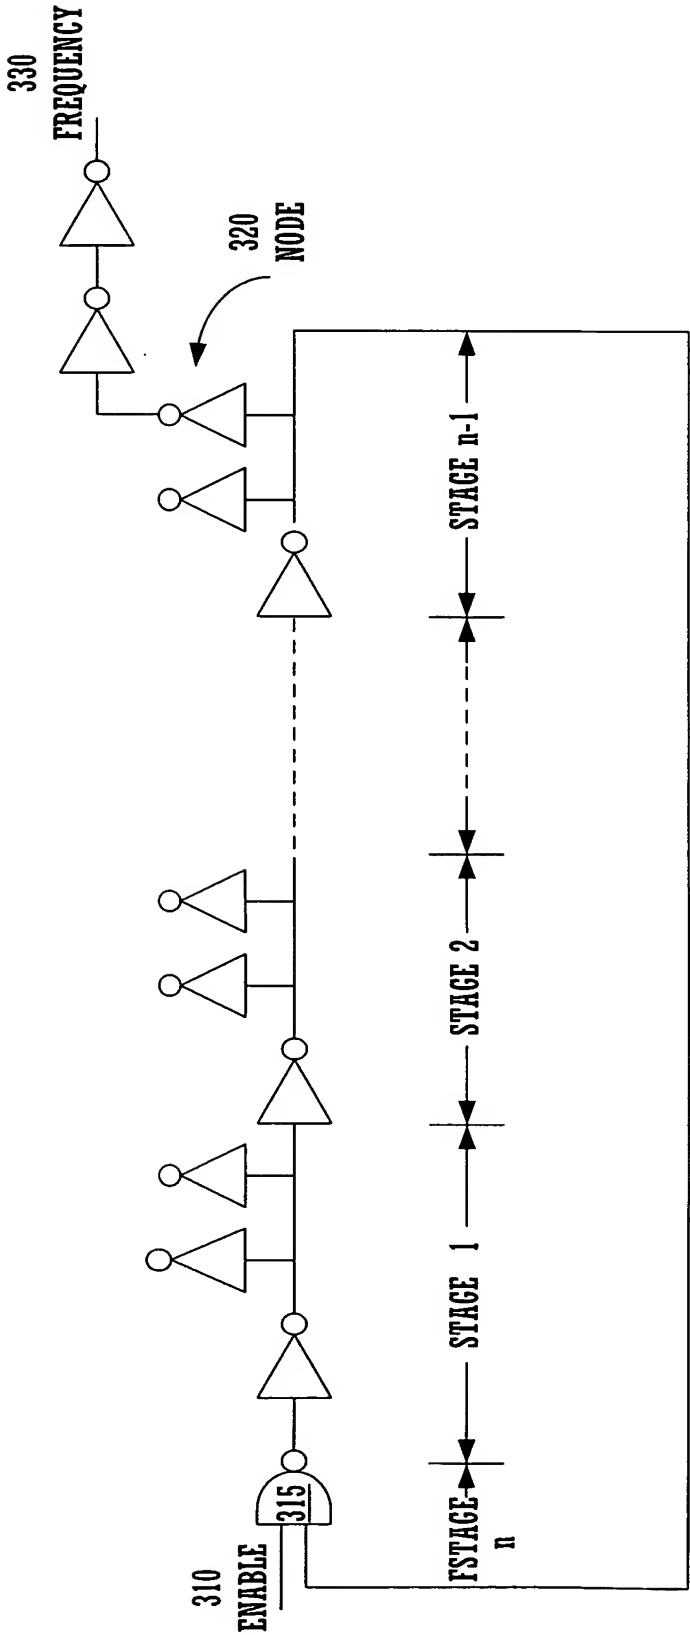 330
FREQUENCY
320
NODE
310
ENABLE
315
FSTAGE
n
STAGE 1
STAGE 2
STAGE n-1